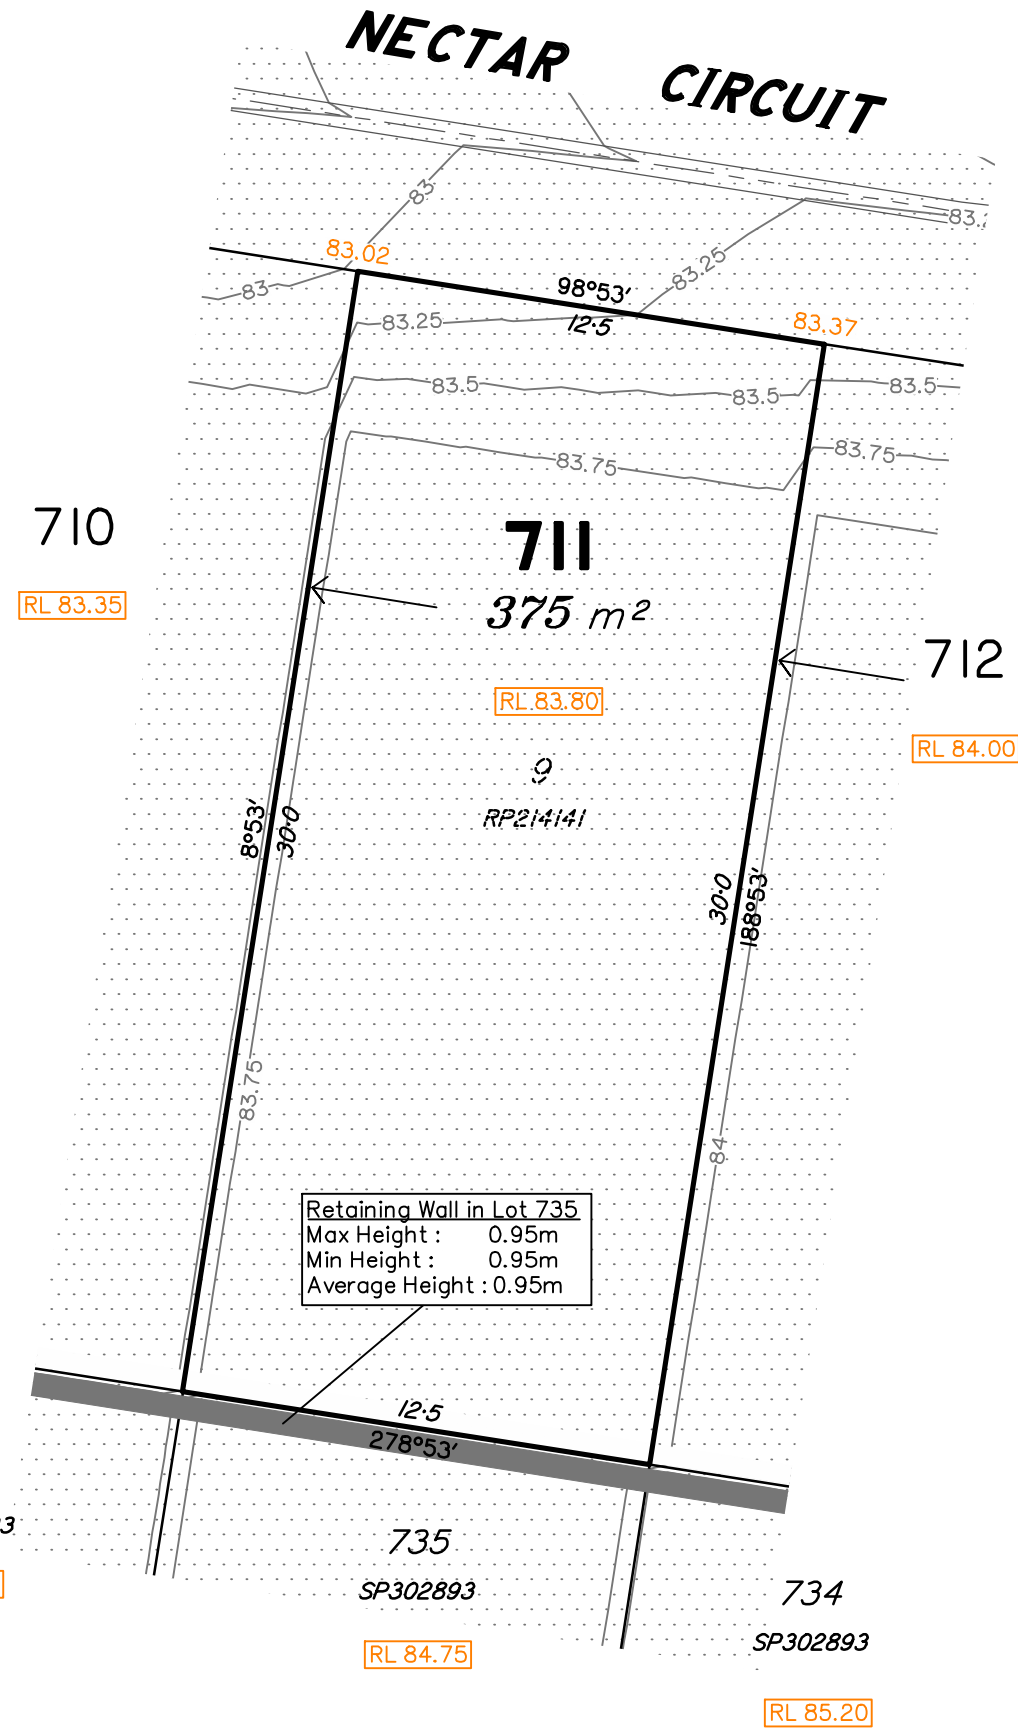 NECTAR CIRCUIT
83
83.2
83.02
83.25
98°53'
83
12·5
83.25
83.37
83.5
83.5
83.5
83.75
83.75
710
RL 83.35
711
375 m²
712
RL 83.80
RL 84.00
9
RP214141
8°53'
30·0
30·0
188°53'
83.75
84
Retaining Wall in Lot 735
Max Height : 0.95m
Min Height : 0.95m
Average Height : 0.95m
12·5
278°53'
3
735
SP302893
734
SP302893
RL 84.75
RL 85.20